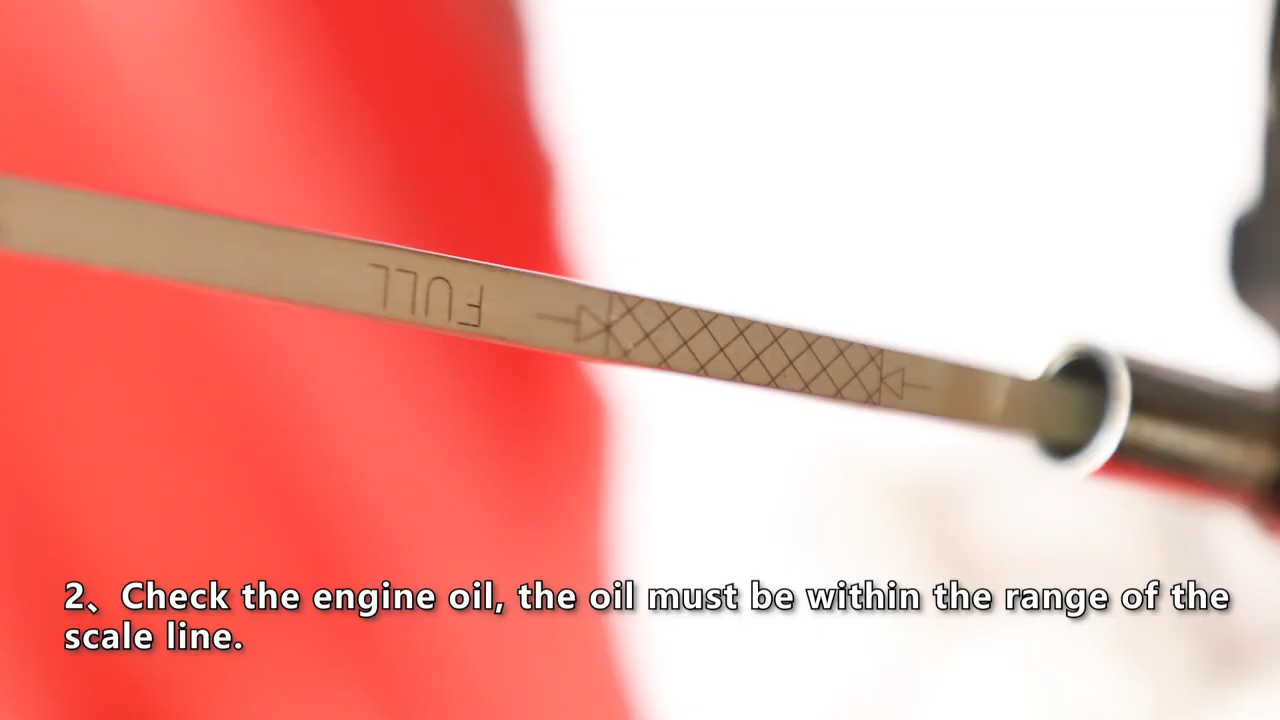 FULL
2、Check the engine oil, the oil must be within the range of the
scale line.